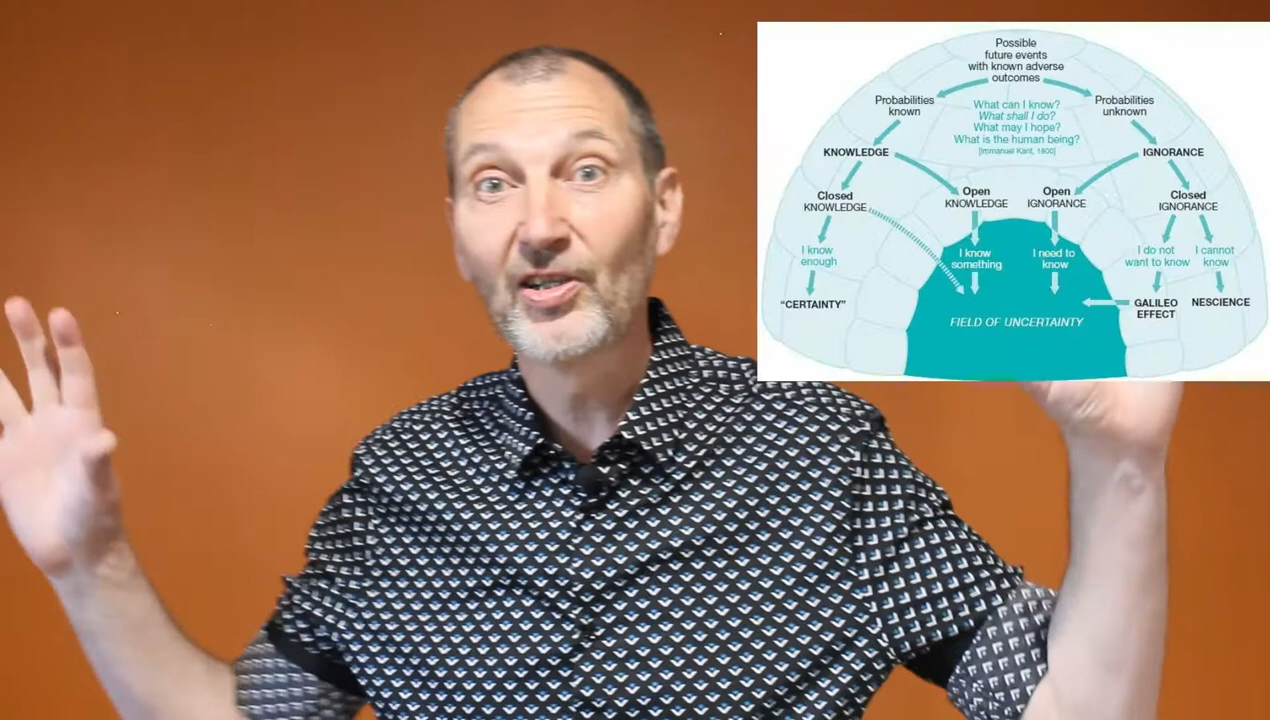 Possible
future events
with known adverse
outcomes
Probabilities
known
What can I know?
What shall I do?
What may I hope?
What is the human being?
[Immanuel Kant, 1800]
Probabilities
unknown
KNOWLEDGE
IGNORANCE
Closed
KNOWLEDGE
Open
KNOWLEDGE
Open
IGNORANCE
Closed
IGNORANCE
I know
enough
I know
something
I need to
know
I do not
want to know
I cannot
know
"CERTAINTY"
GALILEO
EFFECT
NESCIENCE
FIELD OF UNCERTAINTY